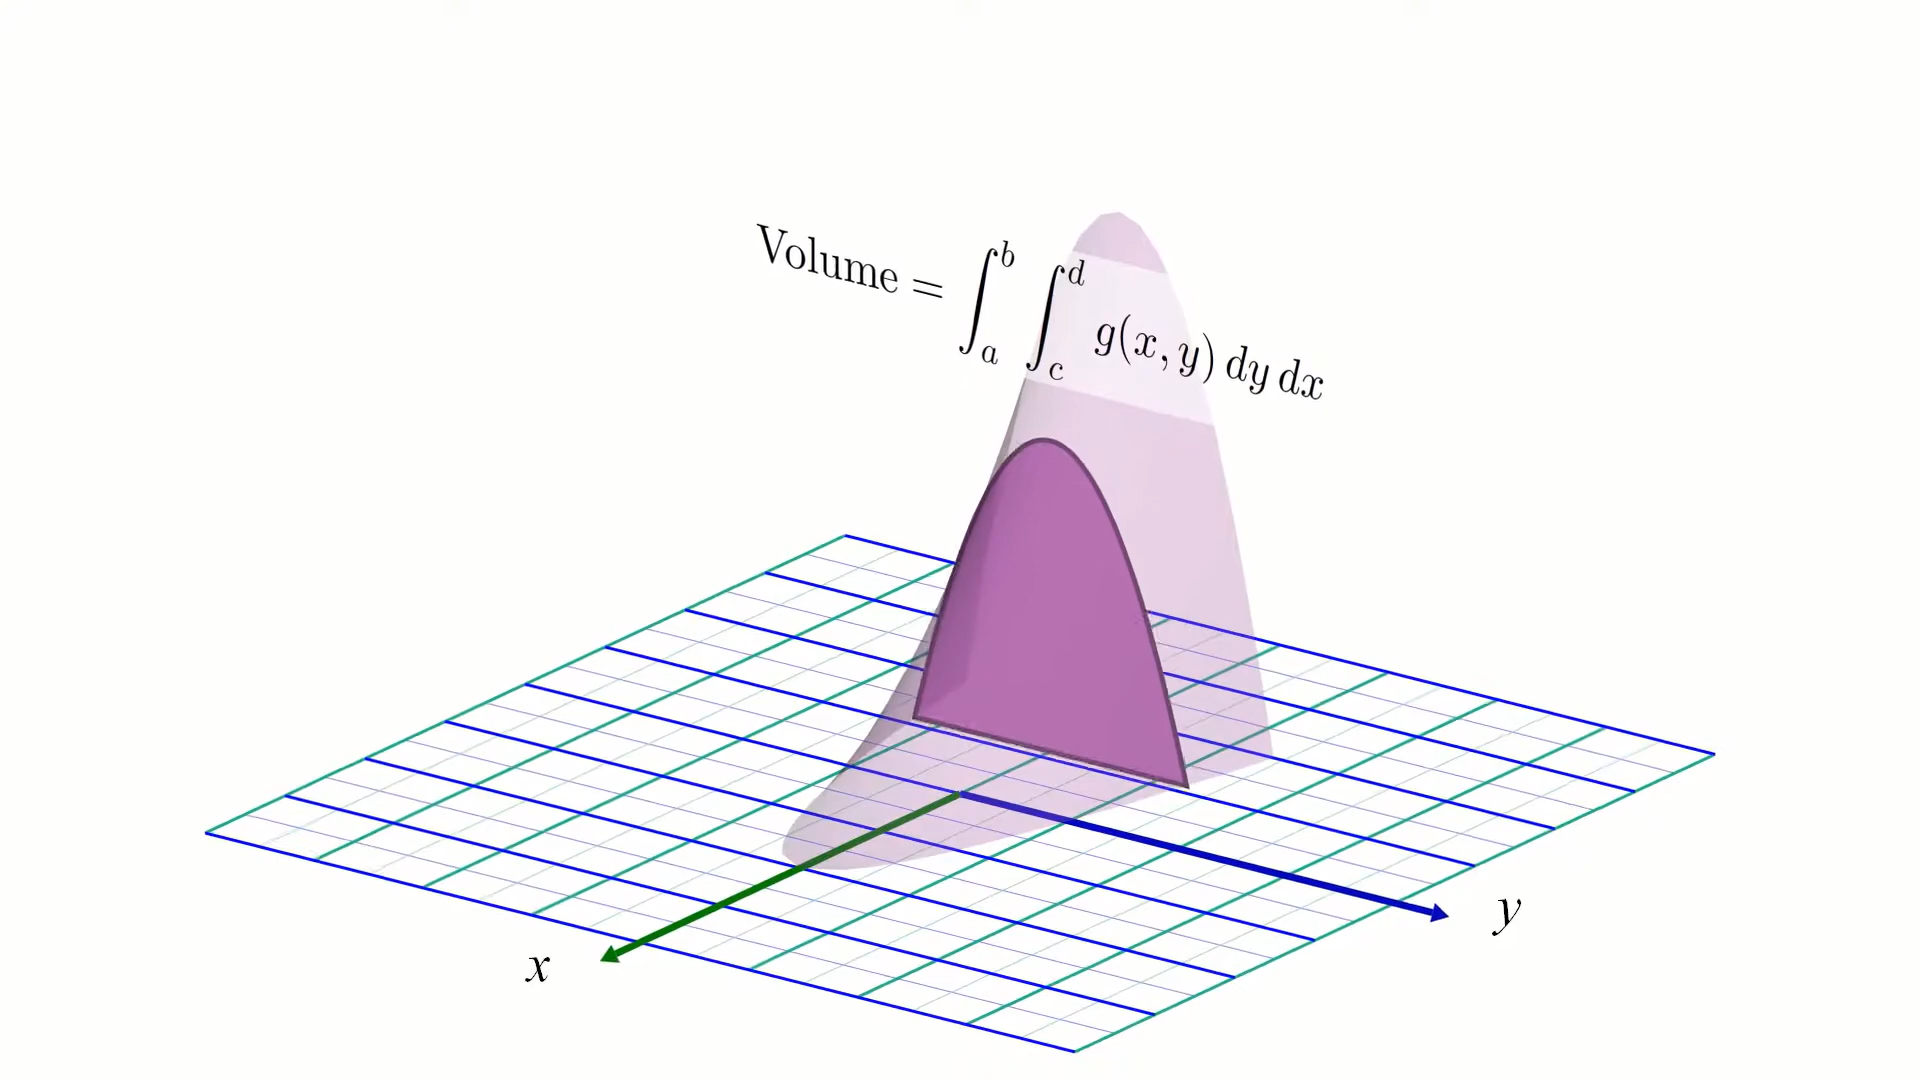 Volume = ∫_a^b ∫_c^d g(x, y) dy dx
y
x